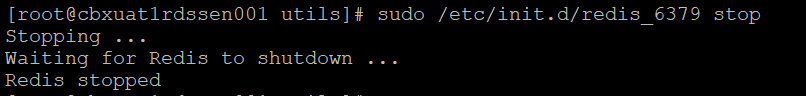 [root@cbxuat1rdssen001 utils]# sudo /etc/init.d/redis_6379 stop
Stopping ...
Waiting for Redis to shutdown ...
Redis stopped